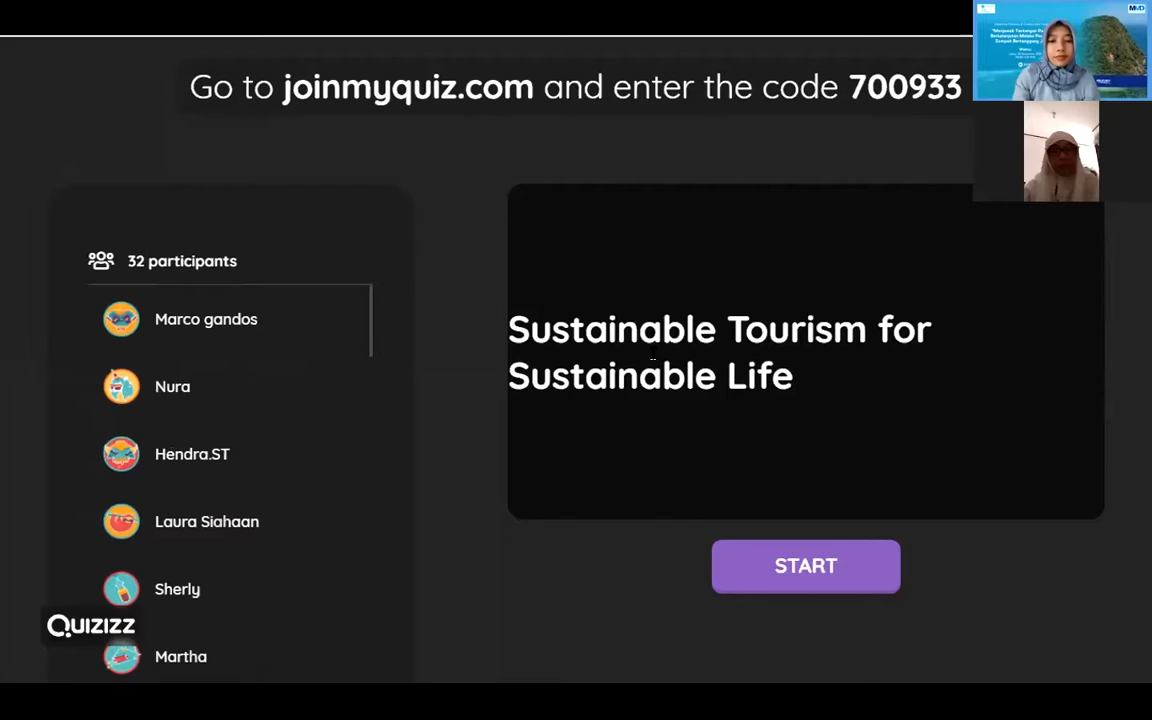 Go to joinmyquiz.com and enter the code 700933
32 participants
Marco gandos
Nura
Hendra.ST
Laura Siahaan
Sherly
Martha
Quizizz
Sustainable Tourism for
Sustainable Life
START